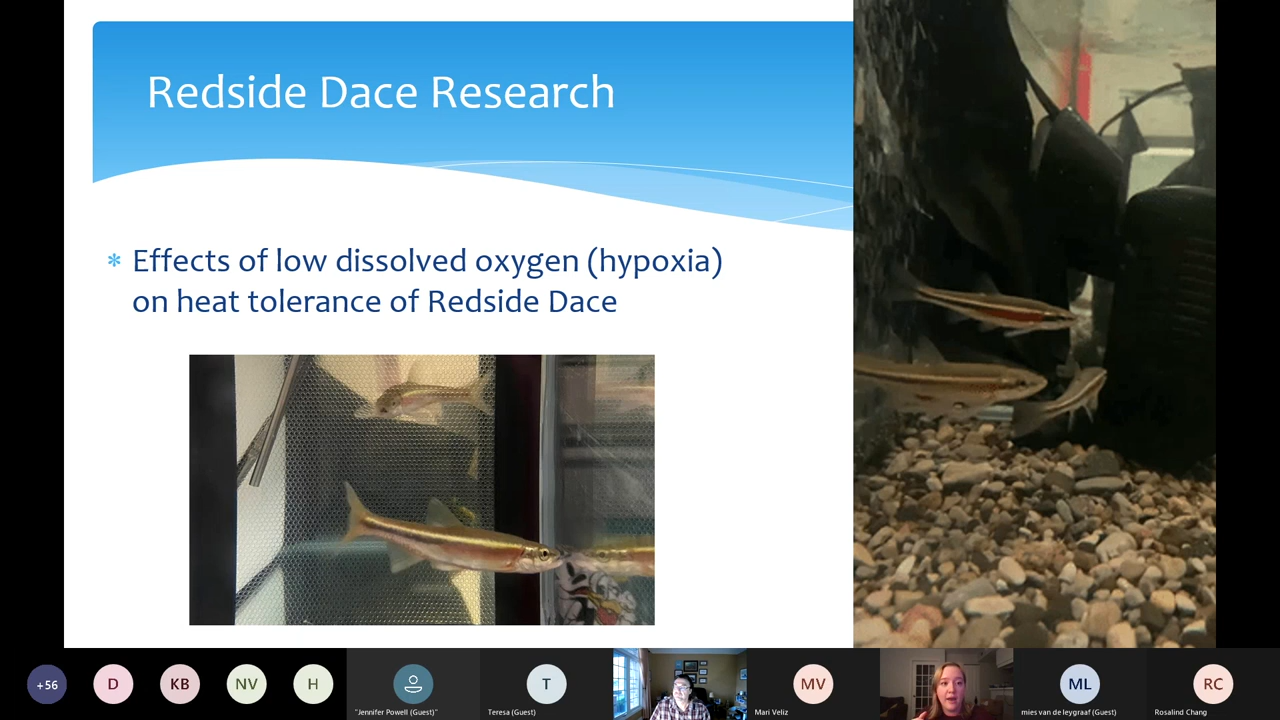 Redside Dace Research
* Effects of low dissolved oxygen (hypoxia)
on heat tolerance of Redside Dace
+56
D
KB
NV
H
"Jennifer Powell (Guest)"
T
Teresa (Guest)
MV
Mari Veliz
ML
mies van de leygraaf (Guest)
RC
Rosalind Chang